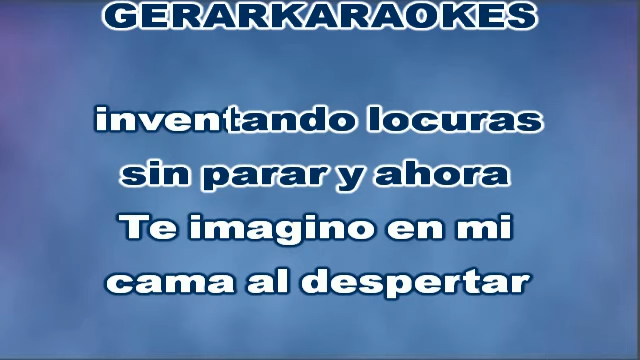 GERARKARAOKES
inventando locuras
sin parar y ahora
Te imagino en mi
cama al despertar